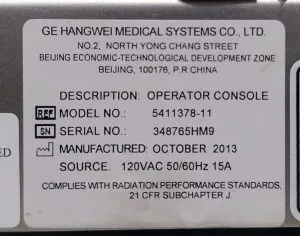 GE HANGWEI MEDICAL SYSTEMS CO., LTD.
NO.2, NORTH YONG CHANG STREET
BEIJING ECONOMIC-TECHNOLOGICAL DEVELOPMENT ZONE
BEIJING, 100176, P.R.CHINA
DESCRIPTION: OPERATOR CONSOLE
REF MODEL NO.: 5411378-11
SN SERIAL NO.: 348765HM9
MANUFACTURED: OCTOBER 2013
SOURCE: 120VAC 50/60Hz 15A
COMPLIES WITH RADIATION PERFORMANCE STANDARDS,
21 CFR SUBCHAPTER J.